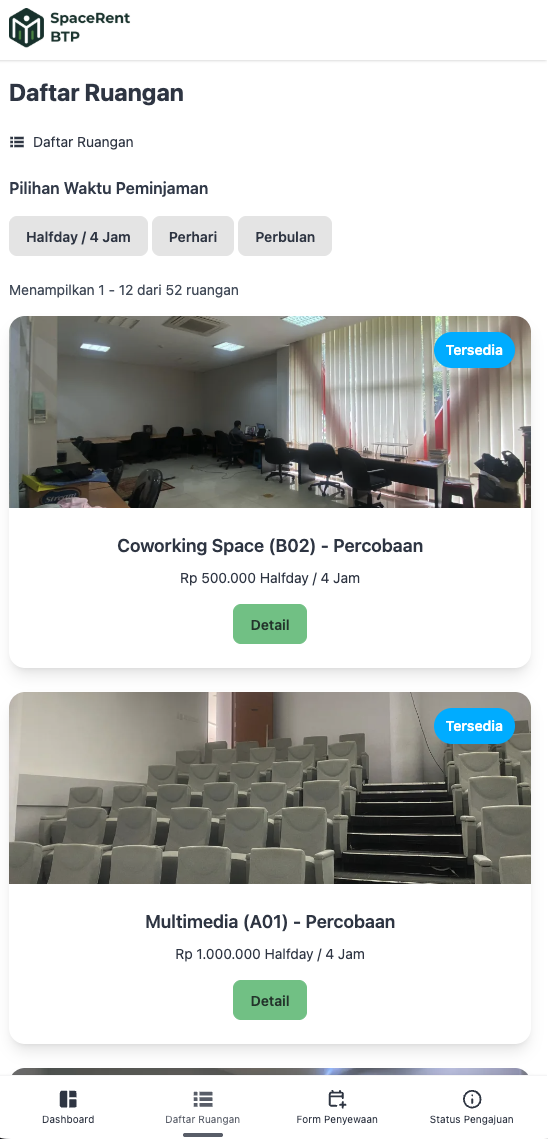 SpaceRent
BTP
Daftar Ruangan
Daftar Ruangan
Pilihan Waktu Peminjaman
Halfday / 4 Jam
Perhari
Perbulan
Menampilkan 1 - 12 dari 52 ruangan
Tersedia
Coworking Space (B02) - Percobaan
Rp 500.000 Halfday / 4 Jam
Detail
Tersedia
Multimedia (A01) - Percobaan
Rp 1.000.000 Halfday / 4 Jam
Detail
Dashboard
Daftar Ruangan
Form Penyewaan
Status Pengajuan